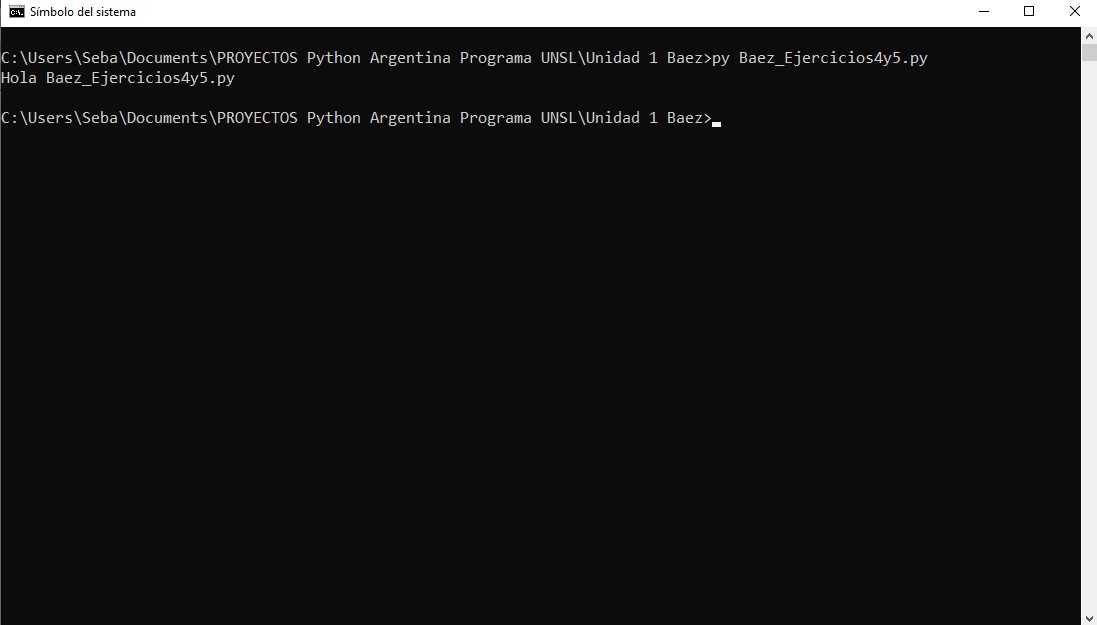 Símbolo del sistema
C:\Users\Seba\Documents\PROYECTOS Python Argentina Programa UNSL\Unidad 1 Baez>py Baez_Ejercicios4y5.py
Hola Baez_Ejercicios4y5.py
C:\Users\Seba\Documents\PROYECTOS Python Argentina Programa UNSL\Unidad 1 Baez>